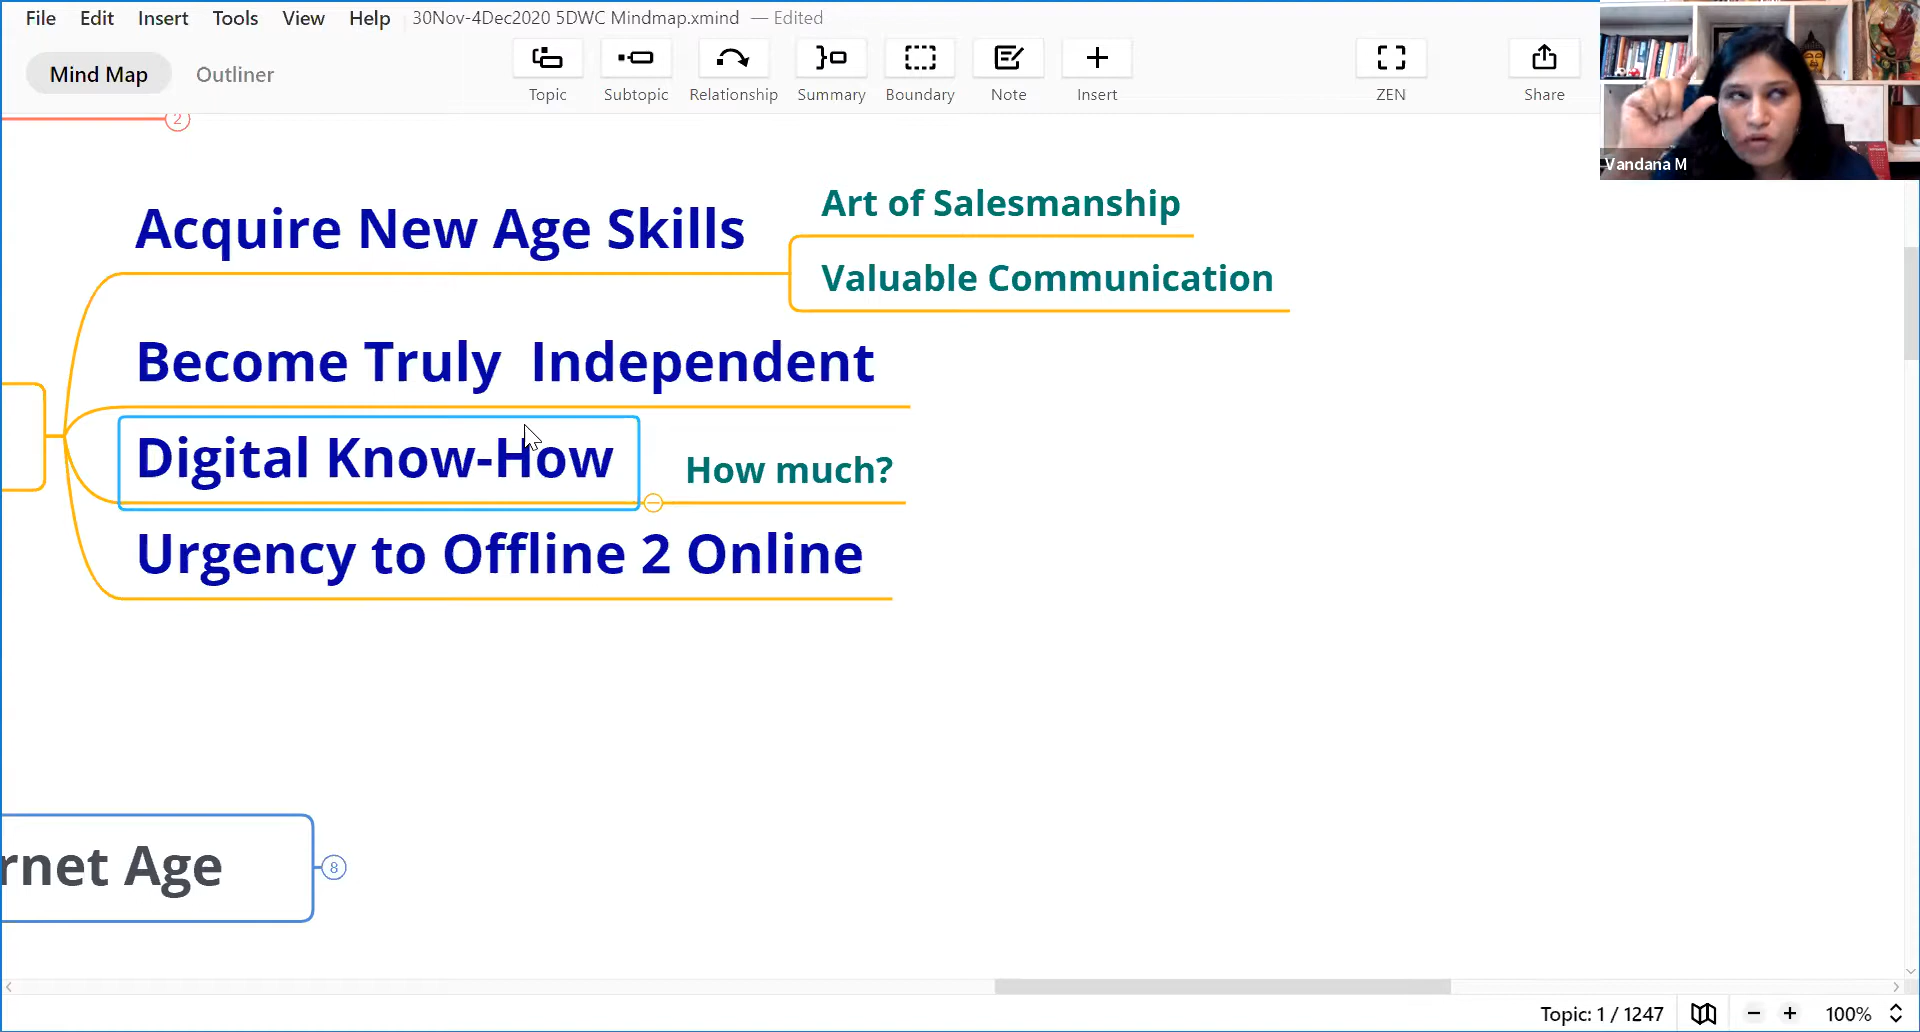 File Edit Insert Tools View Help 30Nov-4Dec2020 5DWC Mindmap.xmind — Edited
Mind Map Outliner
Topic Subtopic Relationship Summary Boundary Note Insert ZEN Share
Vandana M
2
Acquire New Age Skills
Art of Salesmanship
Valuable Communication
Become Truly Independent
Digital Know-How
How much?
Urgency to Offline 2 Online
rnet Age
8
Topic: 1 / 1247 100%